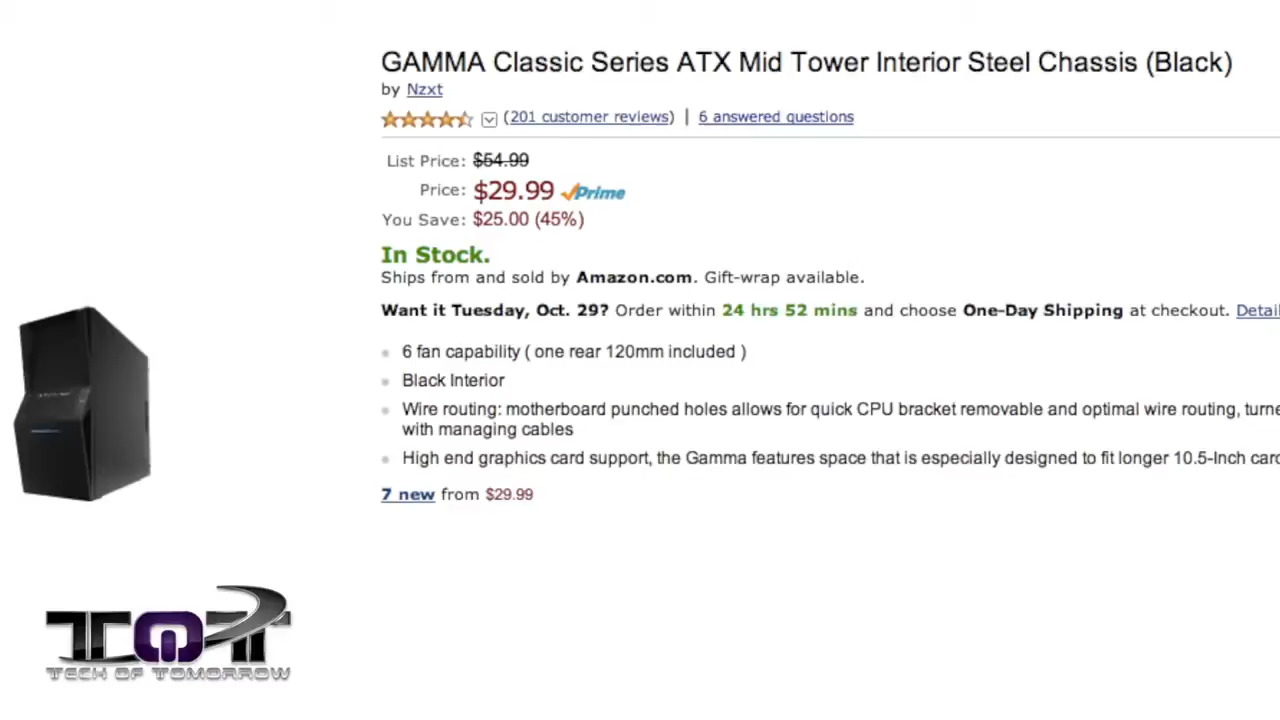 GAMMA Classic Series ATX Mid Tower Interior Steel Chassis (Black)
by Nzxt
(201 customer reviews) | 6 answered questions
List Price: $54.99
Price: $29.99 Prime
You Save: $25.00 (45%)
In Stock.
Ships from and sold by Amazon.com. Gift-wrap available.
Want it Tuesday, Oct. 29? Order within 24 hrs 52 mins and choose One-Day Shipping at checkout. Detail
6 fan capability ( one rear 120mm included )
Black Interior
Wire routing: motherboard punched holes allows for quick CPU bracket removable and optimal wire routing, turne
with managing cables
High end graphics card support, the Gamma features space that is especially designed to fit longer 10.5-Inch card
7 new from $29.99
TOT
TECH OF TOMORROW